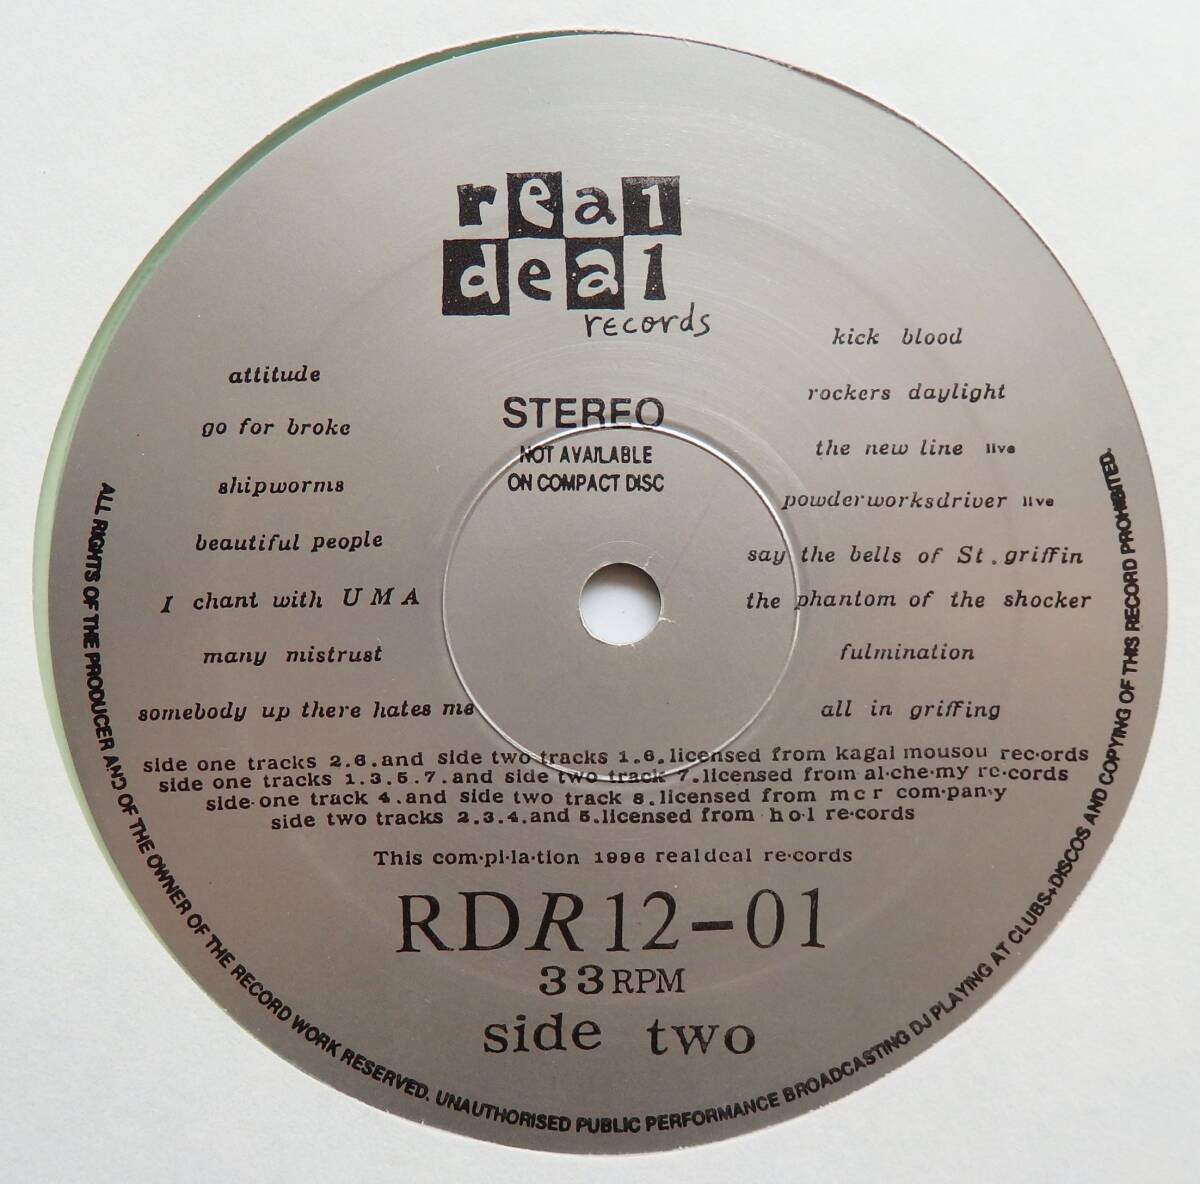 real
deal
records
STEREO
NOT AVAILABLE
ON COMPACT DISC
attitude
go for broke
shipworms
beautiful people
I chant with U M A
many mistrust
somebody up there hates me
kick blood
rockers daylight
the new line live
powderworksdriver live
say the bells of St. griffin
the phantom of the shocker
fulmination
all in griffing
side one tracks 2.6.and side two tracks 1.6.licensed from kagai mousou rec·ords
side one tracks 1.3.5.7.and side two track 7.licensed from al·che·my re·cords
side one track 4.and side two track 8.licensed from m c r com·pan·y
side two tracks 2.3.4.and 5.licensed from h·o·l re·cords
This com·pi·la·tion 1996 realdeal re·cords
RDR12-01
33RPM
side two
ALL RIGHTS OF THE PRODUCER AND OF THE OWNER OF THE RECORD WORK RESERVED. UNAUTHORISED PUBLIC PERFORMANCE BROADCASTING DJ PLAYING AT CLUBS+DISCOS AND COPYING OF THIS RECORD PROHIBITED.